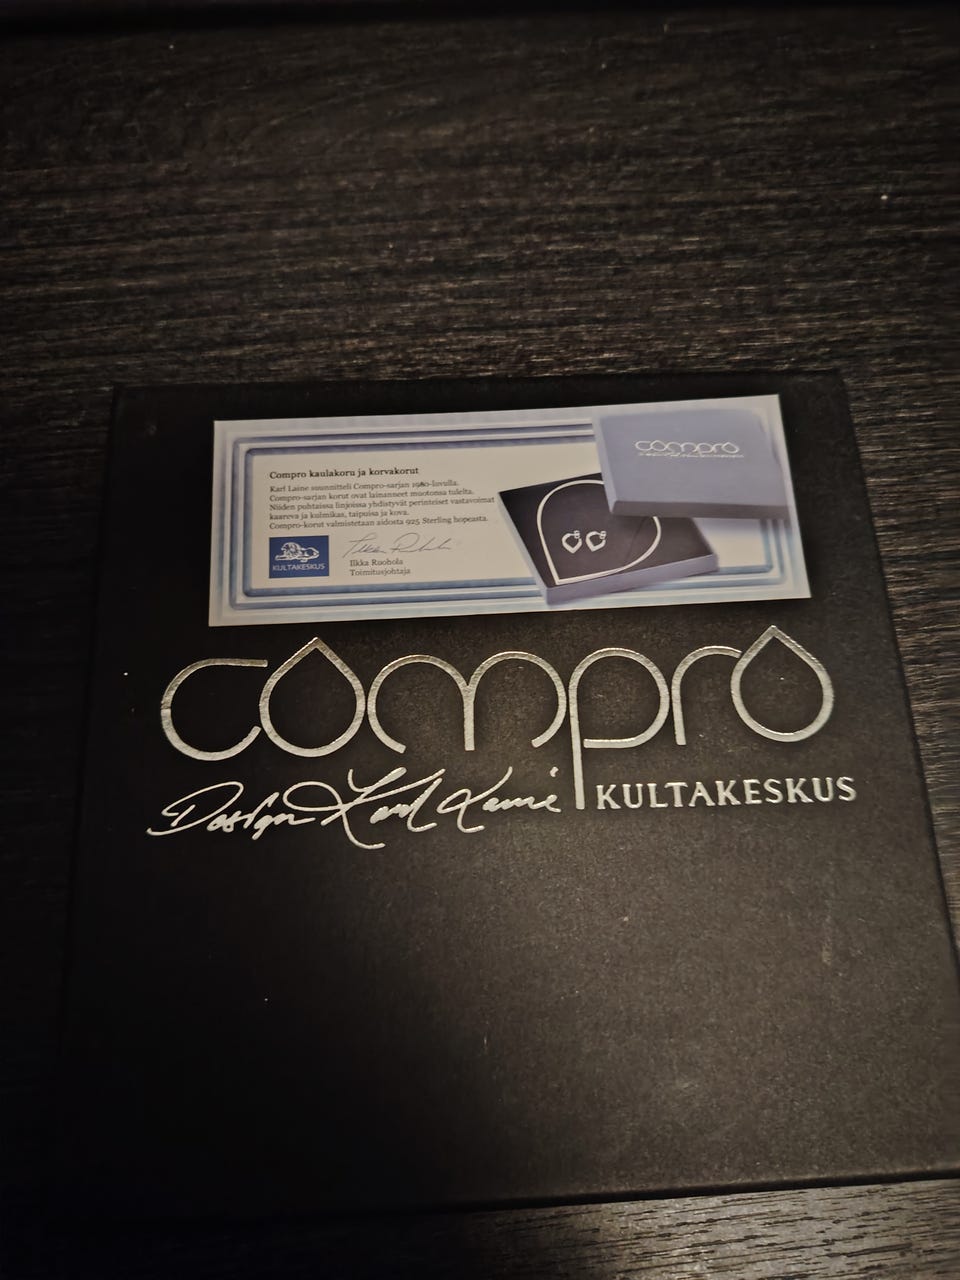 Compro kaulakoru ja korvakorut
Karl Laine suunnitteli Compro-sarjan 1980-luvulla.
Compro-sarjan korut ovat lainanneet muotonsa tulelta.
Niiden puhtaissa linjoissa yhdistyvät perinteiset vastavoimat
kaareva ja kulmikas, taipuisa ja kova.
Compro-korut valmistetaan aidosta 925 Sterling hopeasta.
KULTAKESKUS
Ilkka Ruohola
Toimitusjohtaja
compro
compro
Design Karl Laine
KULTAKESKUS